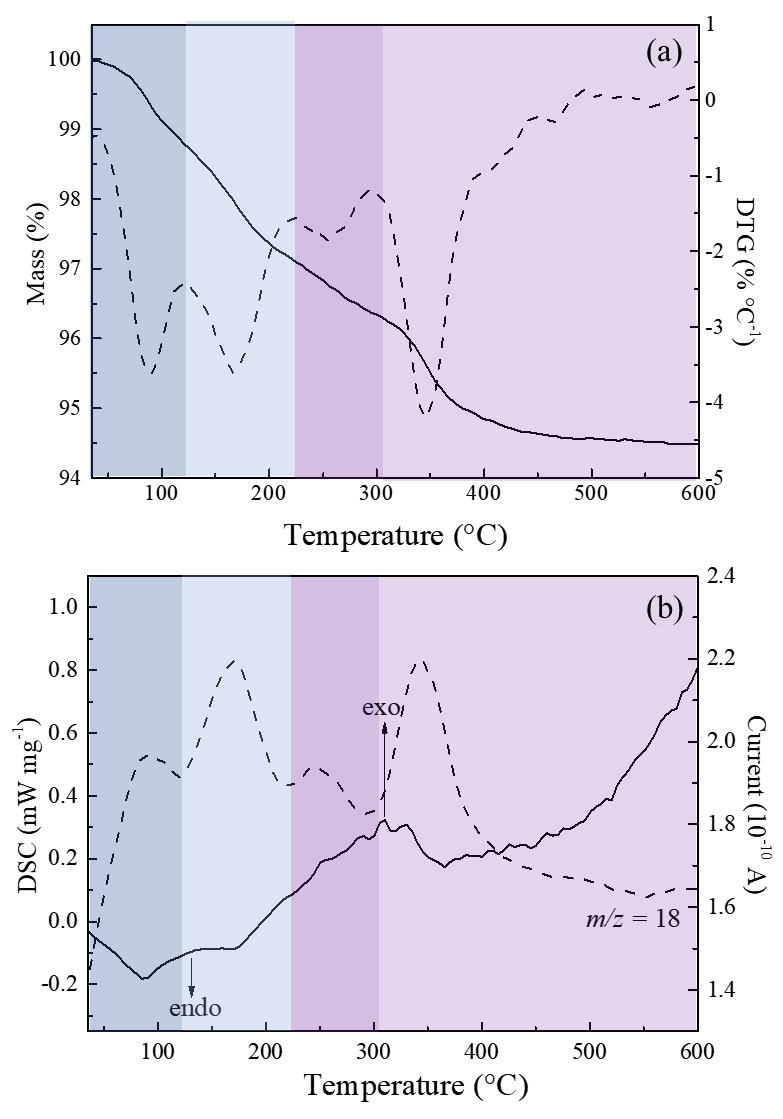 (a)
Mass (%)
100
99
98
97
96
95
94
1
0
-1
-2
-3
-4
-5
DTG (% °C-1)
100 200 300 400 500 600
Temperature (°C)
(b)
DSC (mW mg-1)
1.0
0.8
0.6
0.4
0.2
0.0
-0.2
2.4
2.2
2.0
1.8
1.6
1.4
Current (10-10 A)
exo
m/z = 18
endo
100 200 300 400 500 600
Temperature (°C)